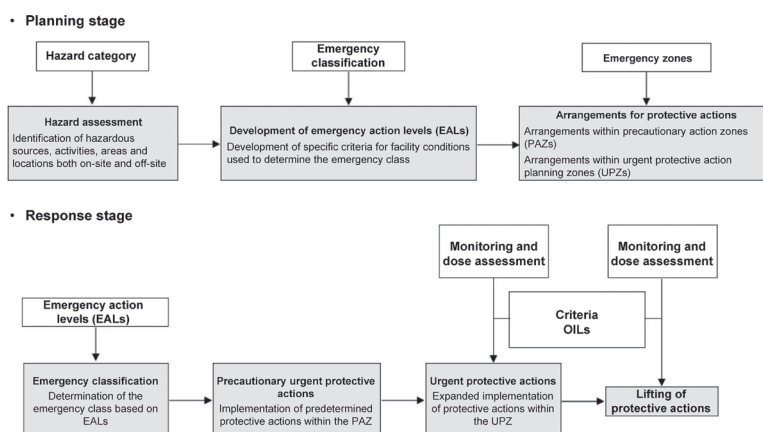 • Planning stage
Hazard category
Emergency
classification
Emergency zones
Hazard assessment
Identification of hazardous
sources, activities, areas and
locations both on-site and off-site
Development of emergency action levels (EALs)
Development of specific criteria for facility conditions
used to determine the emergency class
Arrangements for protective actions
Arrangements within precautionary action zones
(PAZs)
Arrangements within urgent protective action
planning zones (UPZs)
• Response stage
Monitoring and
dose assessment
Monitoring and
dose assessment
Criteria
OILs
Emergency action
levels (EALs)
Emergency classification
Determination of the
emergency class based on
EALs
Precautionary urgent protective
actions
Implementation of predetermined
protective actions within the PAZ
Urgent protective actions
Expanded implementation
of protective actions within
the UPZ
Lifting of
protective actions